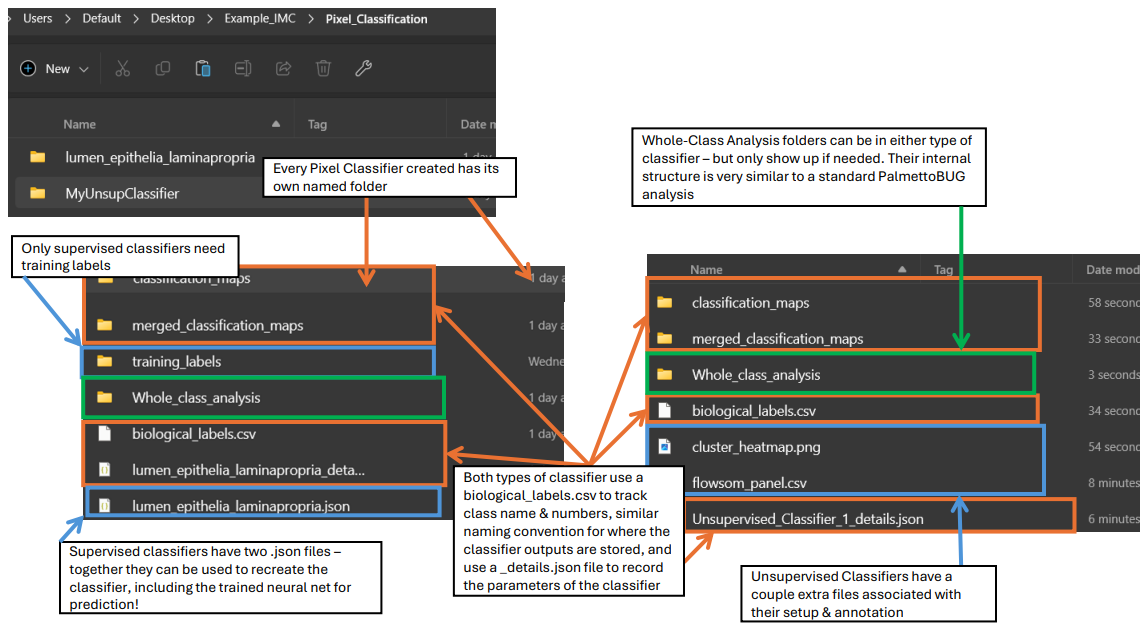 Users > Default > Desktop > Example_IMC > Pixel_Classification
New
Name Tag Date m
lumen_epithelia_laminapropria 1 day
MyUnsupClassifier
Every Pixel Classifier created has its
own named folder
Whole-Class Analysis folders can be in either type of
classifier – but only show up if needed. Their internal
structure is very similar to a standard PalmettoBUG
analysis
Only supervised classifiers need
training labels
classification_maps 1 day a
merged_classification_maps 1 day a
training_labels Wedne
Whole_class_analysis 1 day a
biological_labels.csv 1 day
lumen_epithelia_laminapropria_deta...
lumen_epithelia_laminapropria.json
Name Tag Date mod
classification_maps 58 second
merged_classification_maps 33 second
Whole_class_analysis 3 seconds
biological_labels.csv 34 second
cluster_heatmap.png 54 second
flowsom_panel.csv 8 minutes
Unsupervised_Classifier_1_details.json 6 minutes
Both types of classifier use a
biological_labels.csv to track
class name & numbers, similar
naming convention for where the
classifier outputs are stored, and
use a _details.json file to record
the parameters of the classifier
Supervised classifiers have two .json files –
together they can be used to recreate the
classifier, including the trained neural net for
prediction!
Unsupervised Classifiers have a
couple extra files associated with
their setup & annotation